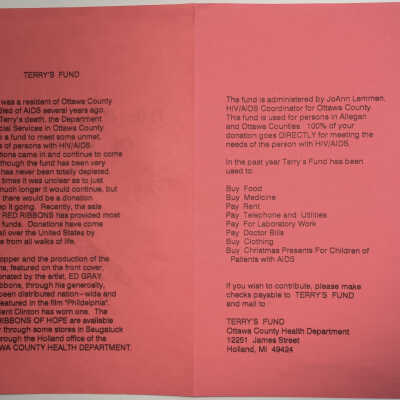 TERRY'S FUND
was a resident of Ottawa County
died of AIDS several years ago.
Terry's death, the Department
Services in Ottawa County
a fund to meet some unmet,
of persons with HIV/AIDS.
came in and continue to come
though the fund has been very
has never been totally depleted.
times it was unclear as to just
much longer it would continue, but
there would be a donation
it going. Recently, the sale
RED RIBBONS has provided most
funds. Donations have come
all over the United States by
from all walks of life.
and the production of the
featured on the front cover,
donated by the artist, ED GRAY.
through his generosity,
been distributed nation-wide and
featured in the film "Philadelphia".
Clinton has worn one. The
RIBBONS OF HOPE are available
through some stores in Saugatuck
through the Holland office of the
COUNTY HEALTH DEPARTMENT.
The fund is administered by JoAnn Lemmen,
HIV/AIDS Coordinator for Ottawa County.
This fund is used for persons in Allegan
and Ottawa Counties. 100% of your
donation goes DIRECTLY for meeting the
needs of the person with HIV/AIDS.
In the past year Terry's Fund has been
used to:
Buy Food
Buy Medicine
Pay Rent
Pay Telephone and Utilities
Pay For Laboratory Work
Pay Doctor Bills
Buy Clothing
Buy Christmas Presents For Children of
Patients with AIDS
If you wish to contribute, please make
checks payable to TERRY'S FUND
and mail to :
TERRY'S FUND
Ottawa County Health Department
12251 James Street
Holland, MI 49424